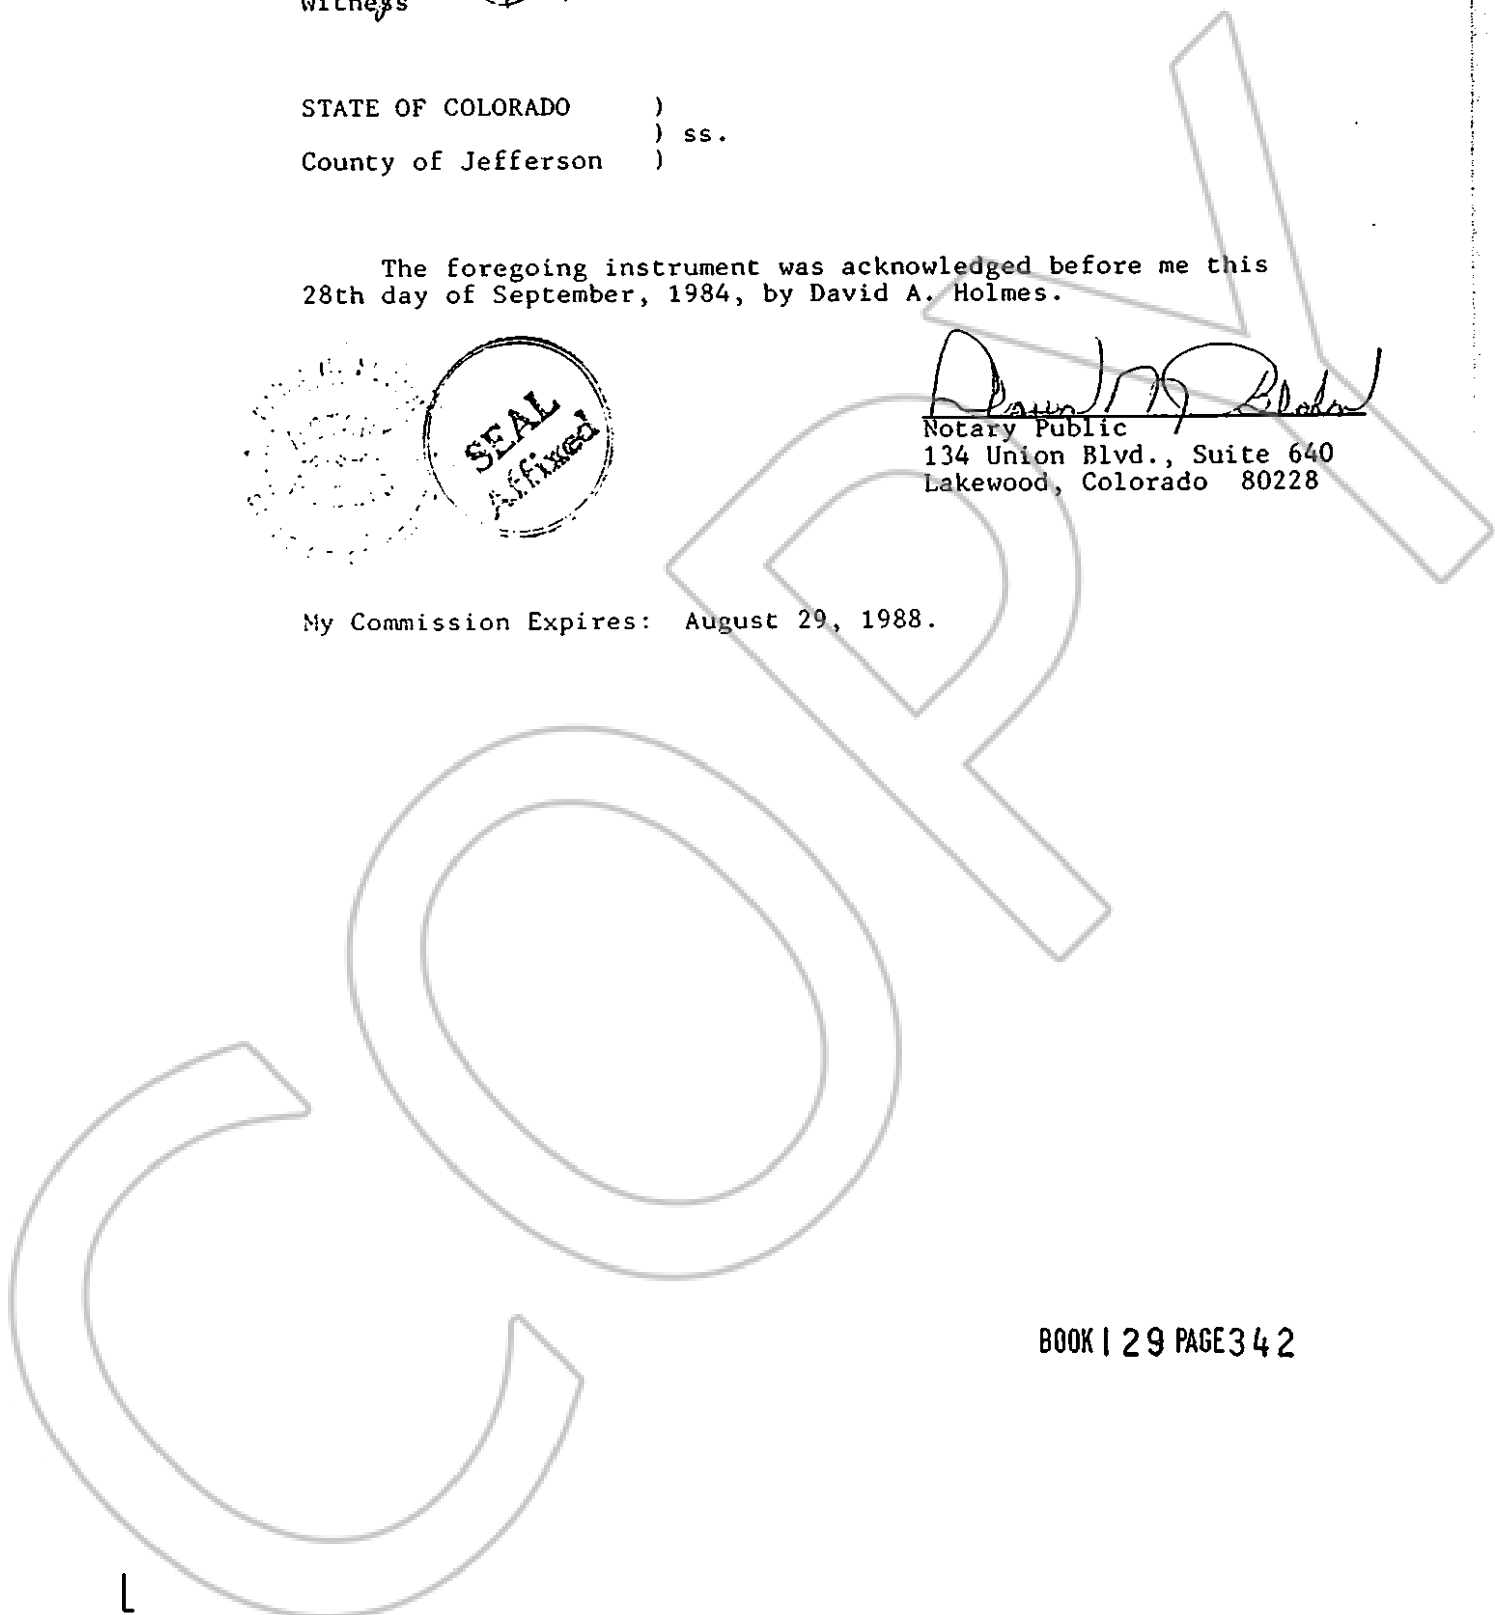 Witness
STATE OF COLORADO )
) ss.
County of Jefferson )
The foregoing instrument was acknowledged before me this
28th day of September, 1984, by David A. Holmes.
SEAL
Affixed
Notary Public
134 Union Blvd., Suite 640
Lakewood, Colorado 80228
My Commission Expires: August 29, 1988.
COPY
BOOK 129 PAGE 342
L